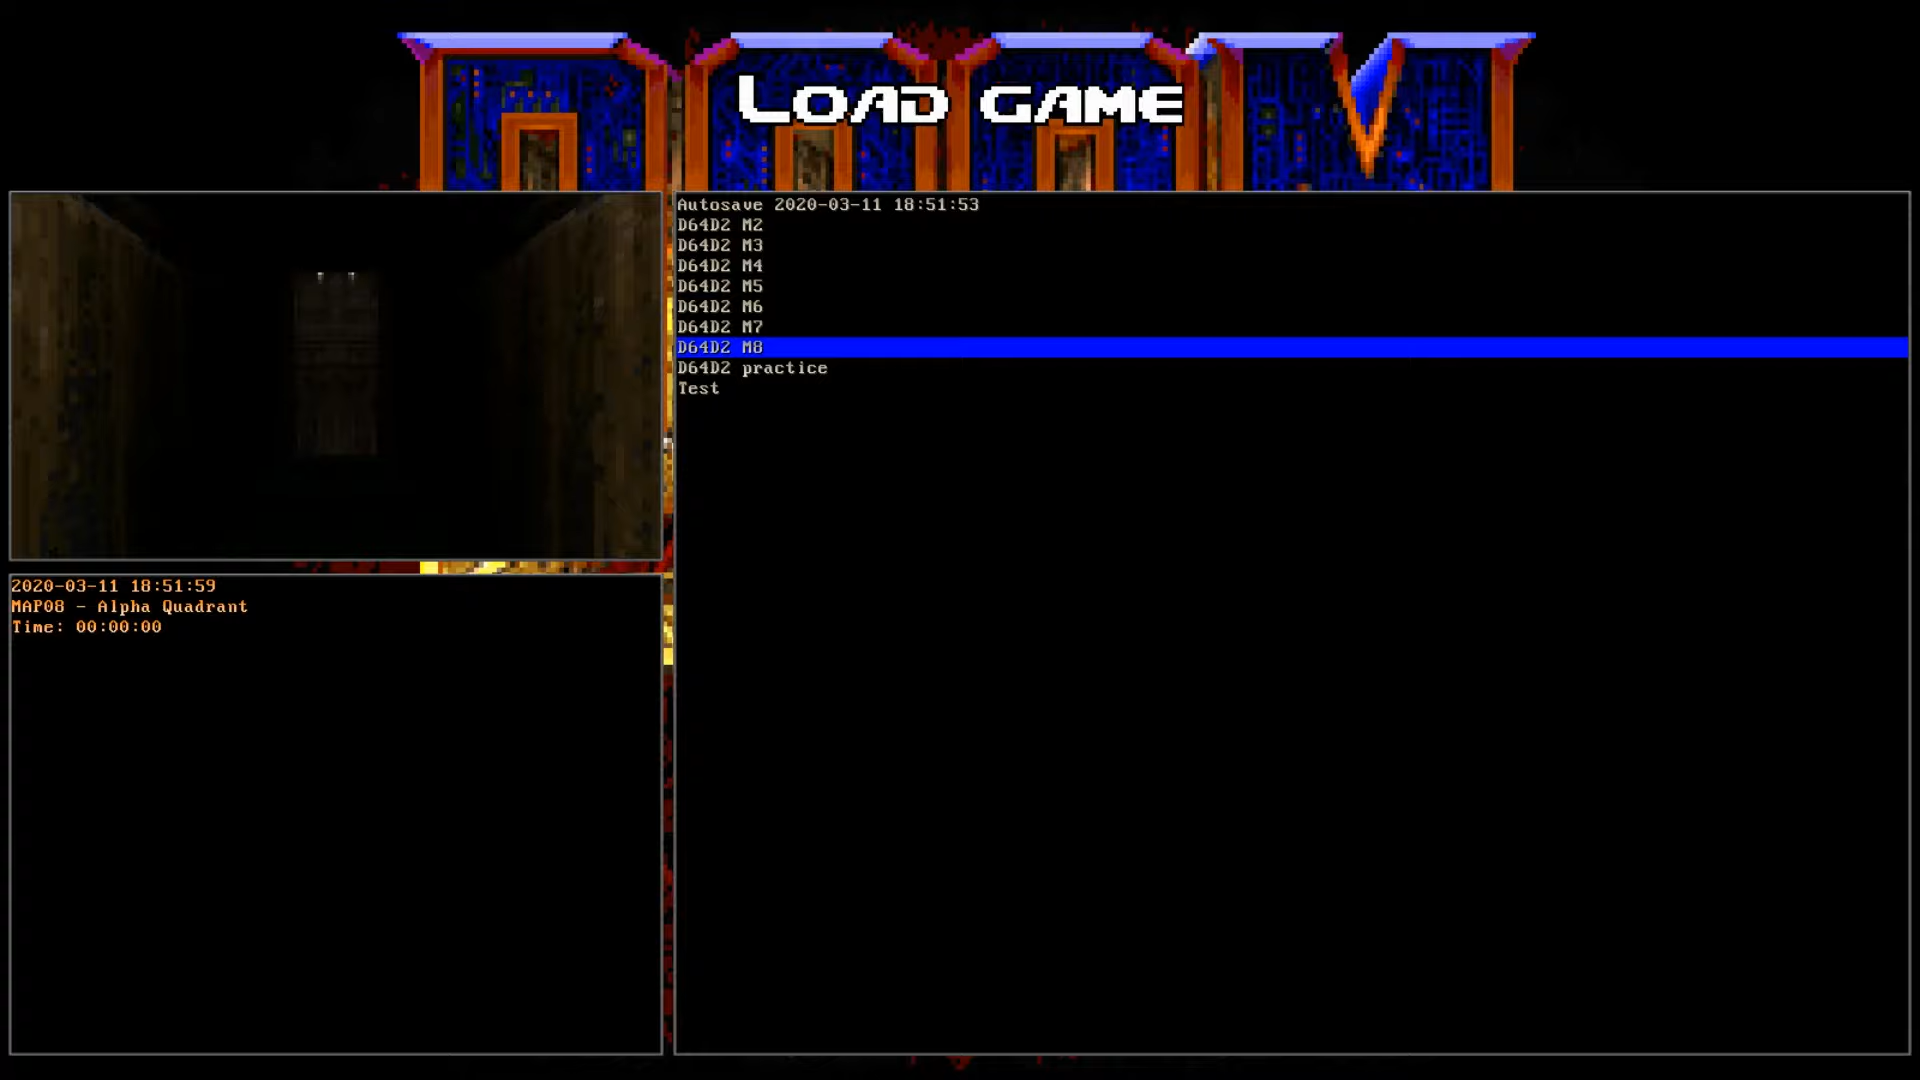 DOOM
LOAD GAME
Autosave 2020-03-11 18:51:53
D64D2 M2
D64D2 M3
D64D2 M4
D64D2 M5
D64D2 M6
D64D2 M7
D64D2 M8
D64D2 practice
Test
2020-03-11 18:51:59
MAP08 - Alpha Quadrant
Time: 00:00:00